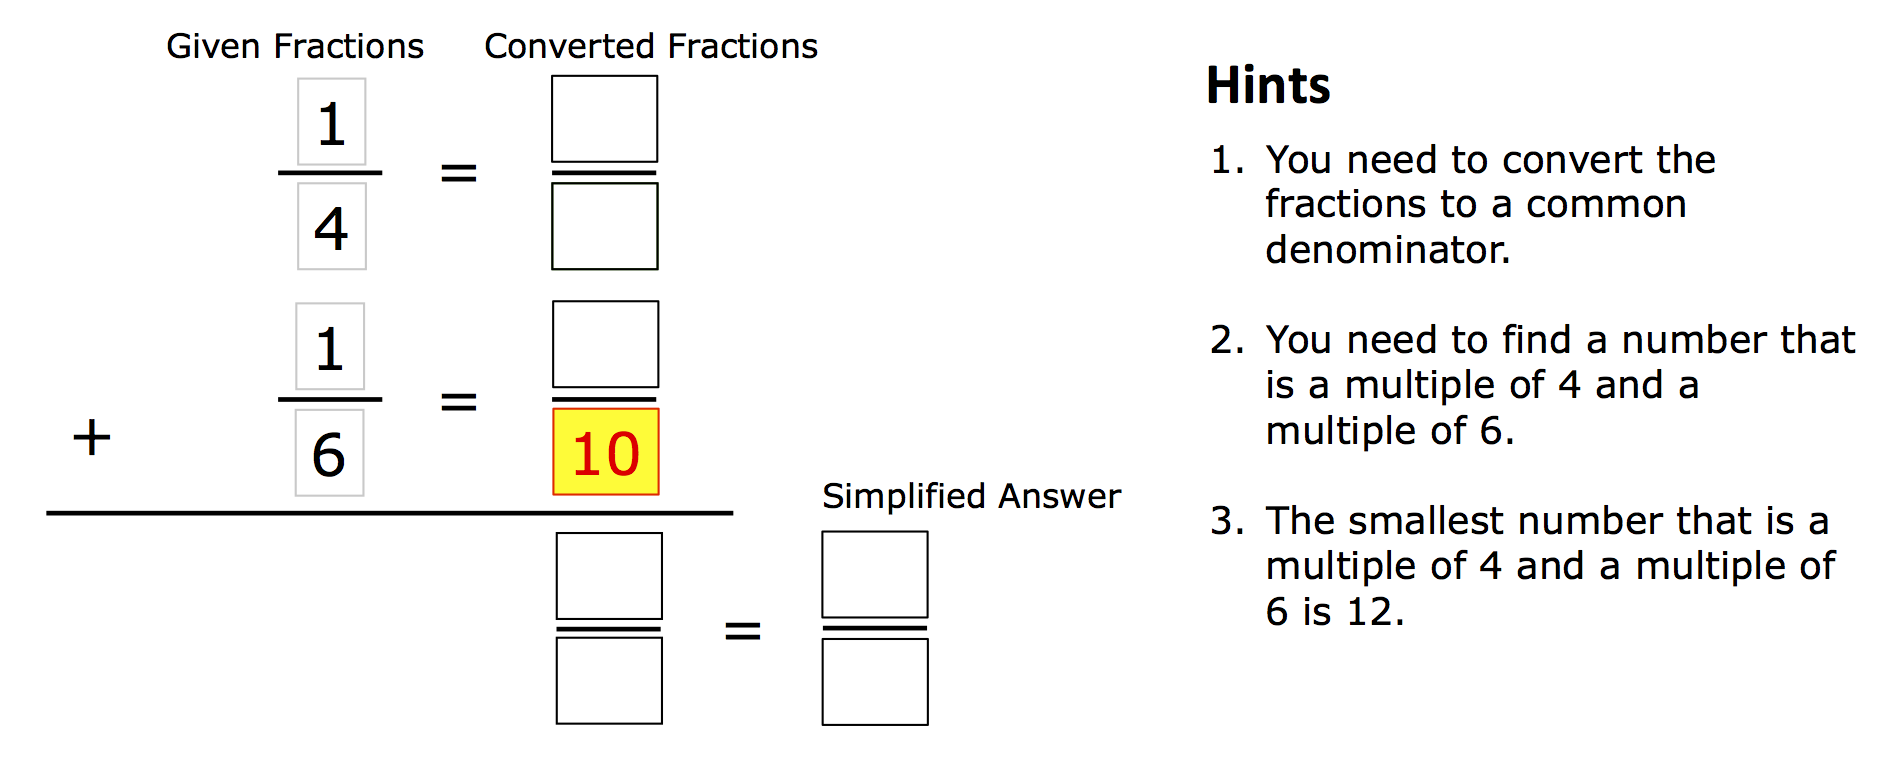 Given Fractions Converted Fractions
1
=
4
1
=
+ 6 10
Simplified Answer
=
Hints
1. You need to convert the
fractions to a common
denominator.
2. You need to find a number that
is a multiple of 4 and a
multiple of 6.
3. The smallest number that is a
multiple of 4 and a multiple of
6 is 12.